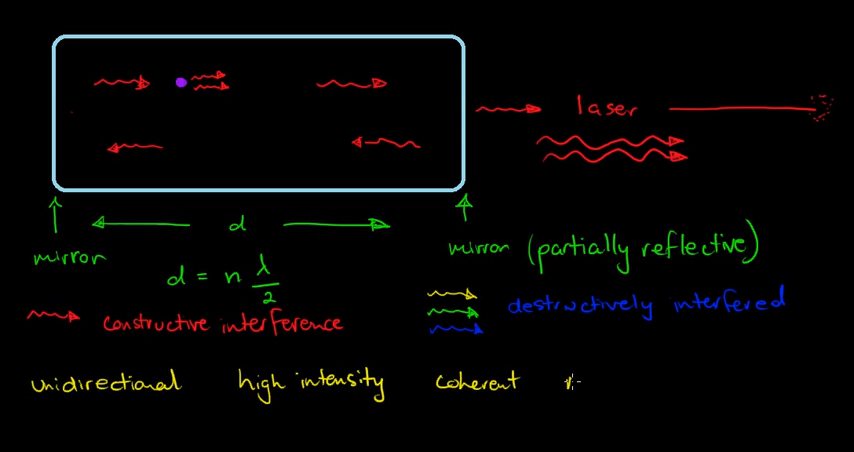 laser
d
mirror
mirror (partially reflective)
d = n λ/2
constructive interference
destructively interfered
unidirectional high intensity coherent